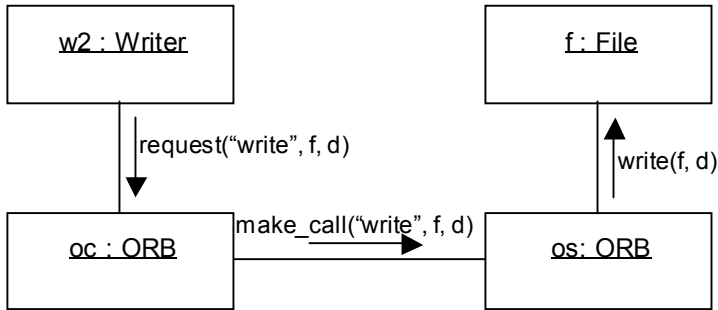 w2 : Writer
f : File
request(“write”, f, d)
write(f, d)
make_call(“write”, f, d)
oc : ORB
os: ORB